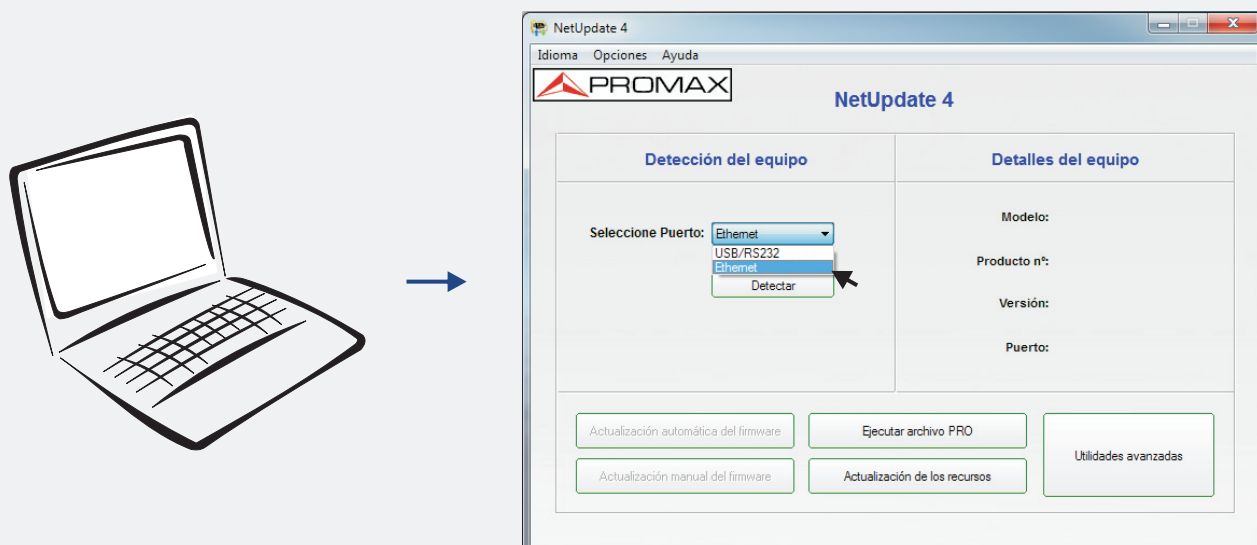 NetUpdate 4
Idioma Opciones Ayuda
PROMAX
NetUpdate 4
Detección del equipo
Seleccione Puerto: Ethernet
USB/RS232
Ethernet
Detectar
Detalles del equipo
Modelo:
Producto nº:
Versión:
Puerto:
Actualización automática del firmware
Ejecutar archivo PRO
Utilidades avanzadas
Actualización manual del firmware
Actualización de los recursos